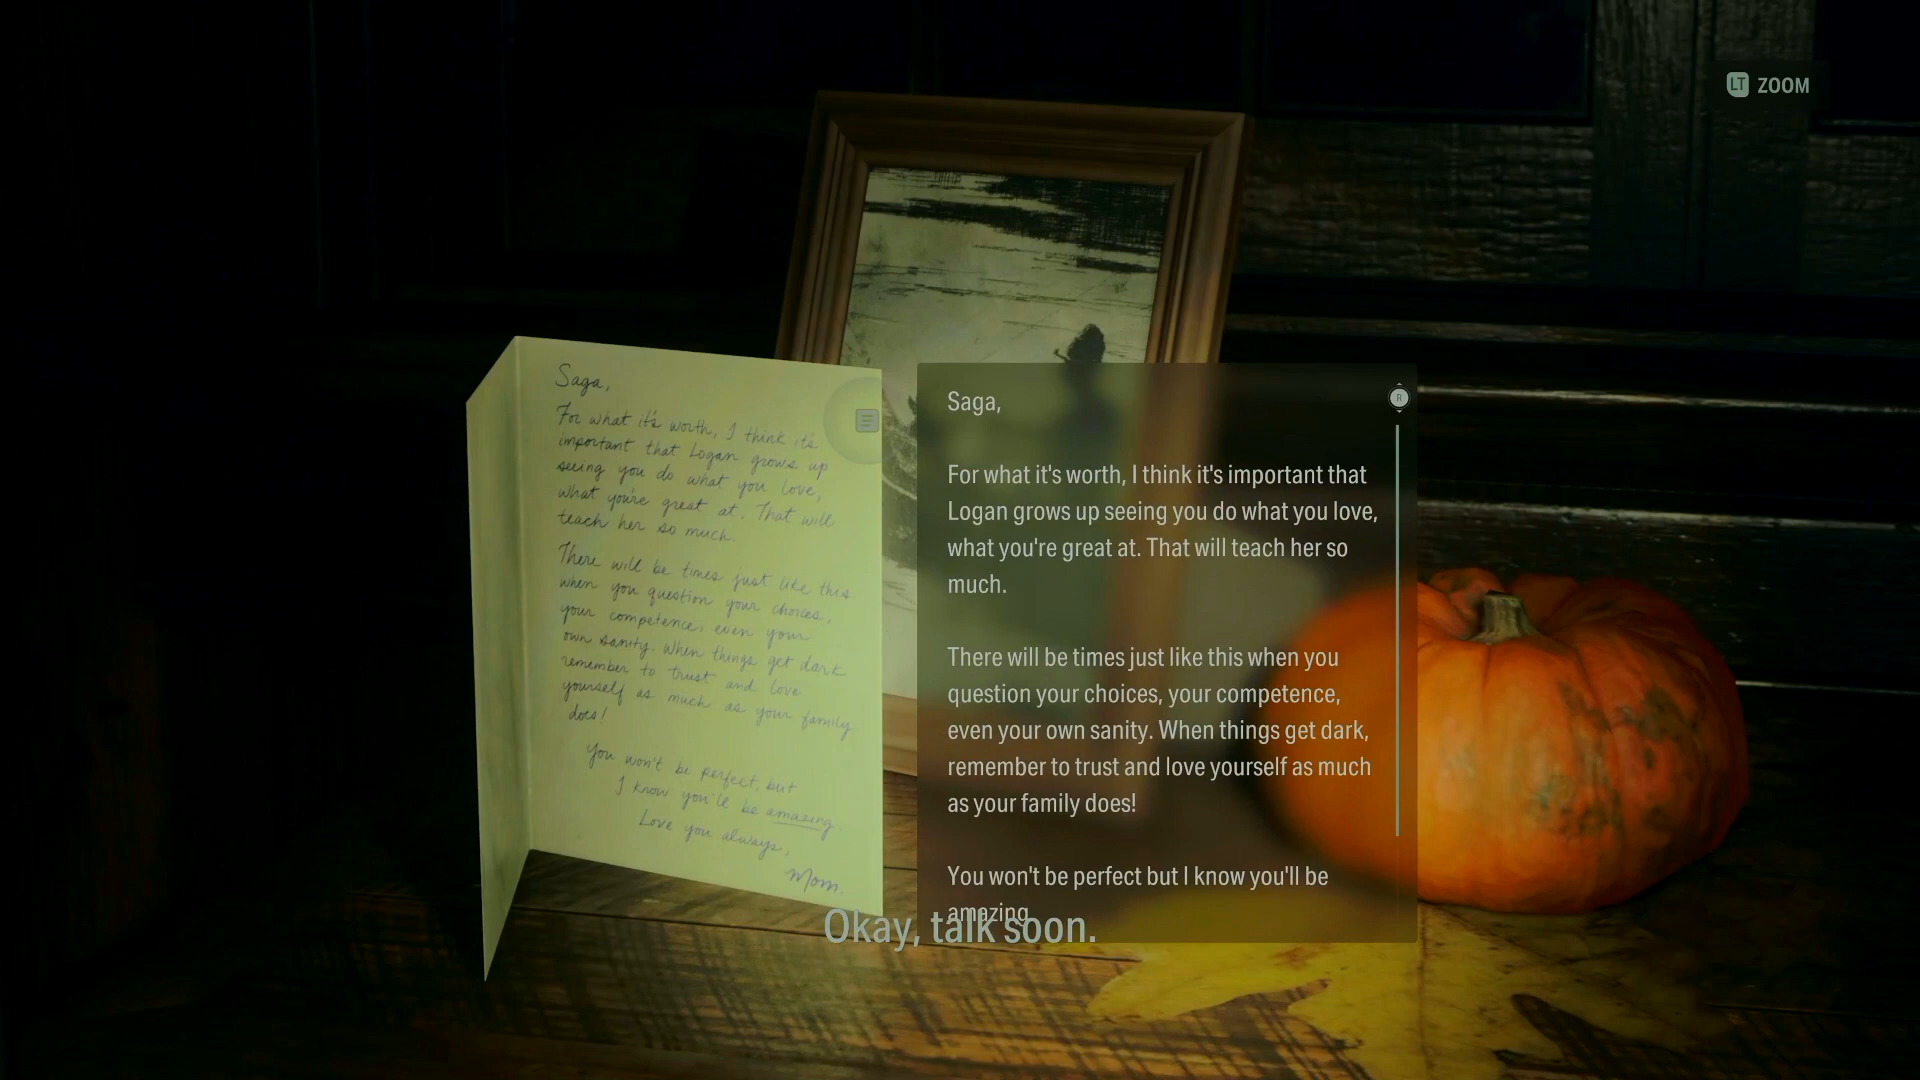 LT ZOOM
Saga,
For what it's worth, I think it's
important that Logan grows up
seeing you do what you love,
what you're great at. That will
teach her so much.
There will be times just like this
when you question your choices,
your competence, even your
own sanity. When things get dark
remember to trust and love
yourself as much as your family
does!
You won't be perfect, but
I know you'll be amazing.
Love you always,
Mom.
Saga,
R
For what it's worth, I think it's important that
Logan grows up seeing you do what you love,
what you're great at. That will teach her so
much.
There will be times just like this when you
question your choices, your competence,
even your own sanity. When things get dark,
remember to trust and love yourself as much
as your family does!
You won't be perfect but I know you'll be
amazing
Okay, talk soon.